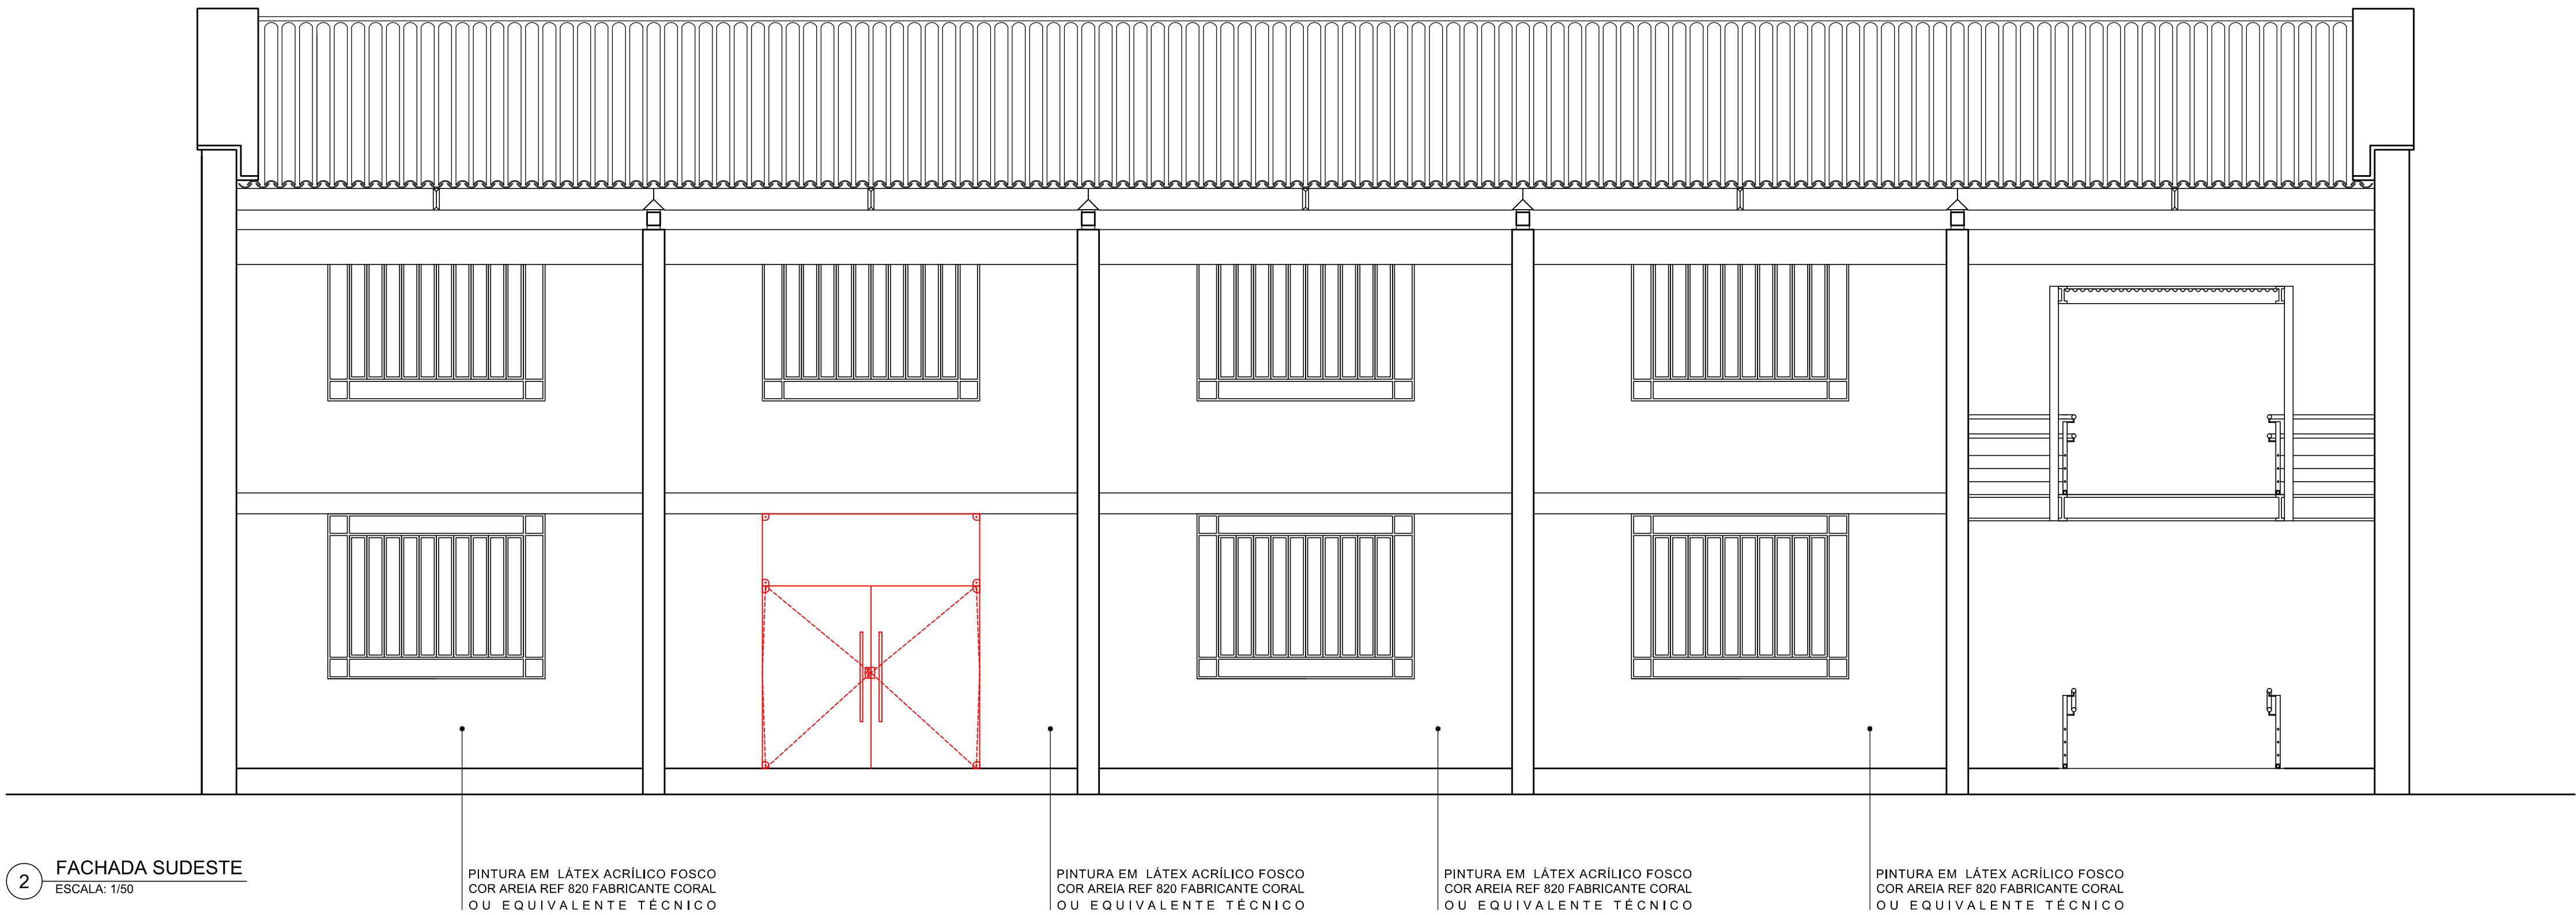 2
FACHADA SUDESTE
ESCALA: 1/50
PINTURA EM LÁTEX ACRÍLICO FOSCO
COR AREIA REF 820 FABRICANTE CORAL
OU EQUIVALENTE TÉCNICO
PINTURA EM LÁTEX ACRÍLICO FOSCO
COR AREIA REF 820 FABRICANTE CORAL
OU EQUIVALENTE TÉCNICO
PINTURA EM LÁTEX ACRÍLICO FOSCO
COR AREIA REF 820 FABRICANTE CORAL
OU EQUIVALENTE TÉCNICO
PINTURA EM LÁTEX ACRÍLICO FOSCO
COR AREIA REF 820 FABRICANTE CORAL
OU EQUIVALENTE TÉCNICO